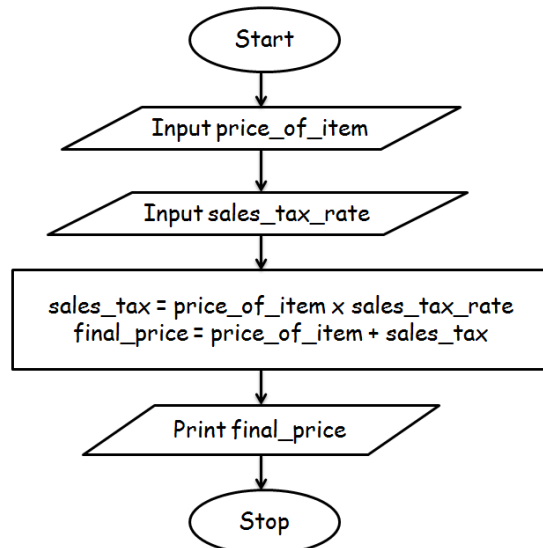 Start
Input price_of_item
Input sales_tax_rate
sales_tax = price_of_item x sales_tax_rate
final_price = price_of_item + sales_tax
Print final_price
Stop